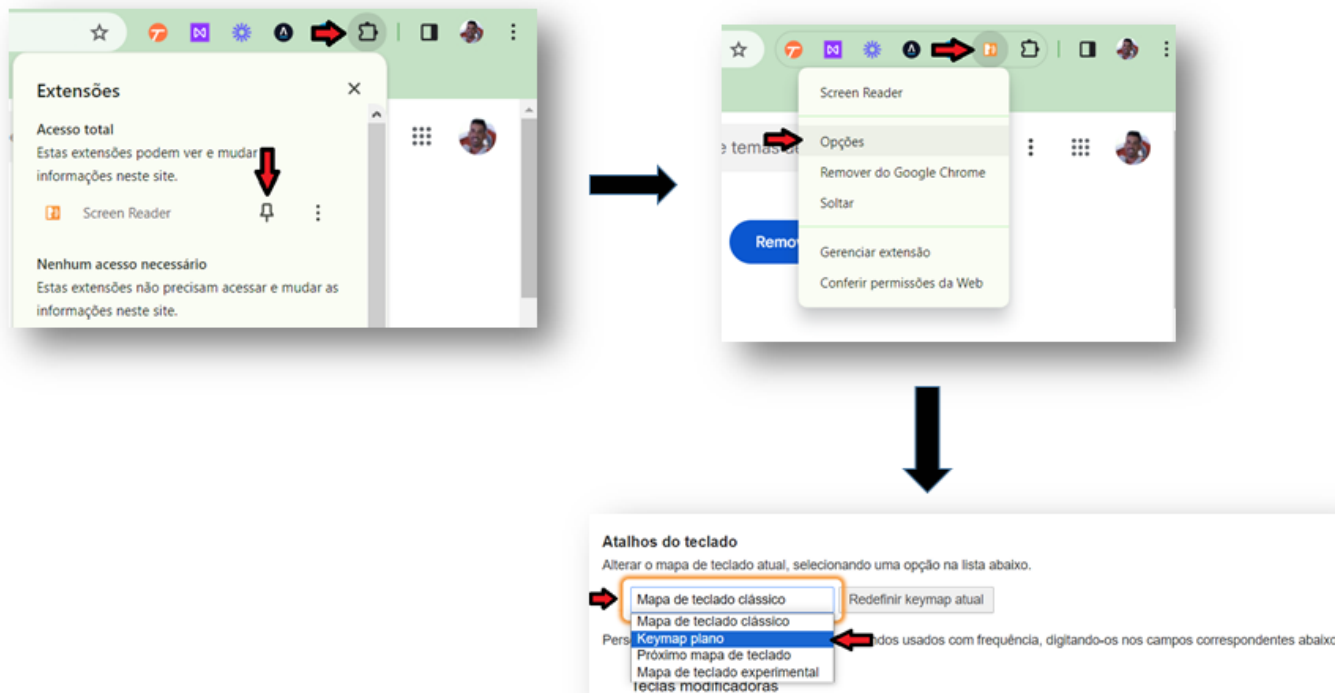 Extensões
Acesso total
Estas extensões podem ver e mudar
informações neste site.
Screen Reader
Nenhum acesso necessário
Estas extensões não precisam acessar e mudar as
informações neste site.
Screen Reader
e temas de
Opções
Remover do Google Chrome
Soltar
Remov
Gerenciar extensão
Conferir permissões da Web
Atalhos do teclado
Alterar o mapa de teclado atual, selecionando uma opção na lista abaixo.
Mapa de teclado clássico Redefinir keymap atual
Mapa de teclado clássico
Pers Keymap plano ndos usados com frequência, digitando-os nos campos correspondentes abaixo
Próximo mapa de teclado
Mapa de teclado experimental
Teclas modificadoras